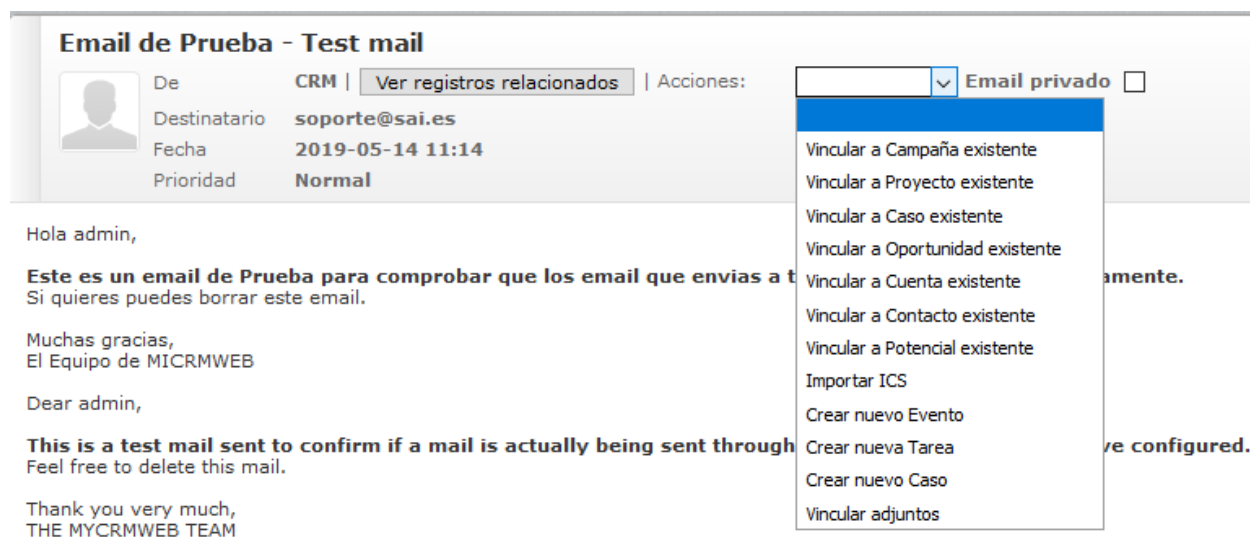 Email de Prueba - Test mail
De CRM | Ver registros relacionados | Acciones: Email privado
Destinatario soporte@sai.es
Fecha 2019-05-14 11:14
Prioridad Normal
Vincular a Campaña existente
Vincular a Proyecto existente
Vincular a Caso existente
Vincular a Oportunidad existente
Vincular a Cuenta existente
Vincular a Contacto existente
Vincular a Potencial existente
Importar ICS
Crear nuevo Evento
Crear nueva Tarea
Crear nuevo Caso
Vincular adjuntos
Hola admin,
Este es un email de Prueba para comprobar que los email que envias a t amente.
Si quieres puedes borrar este email.
Muchas gracias,
El Equipo de MICRMWEB
Dear admin,
This is a test mail sent to confirm if a mail is actually being sent through ve configured.
Feel free to delete this mail.
Thank you very much,
THE MYCRMWEB TEAM